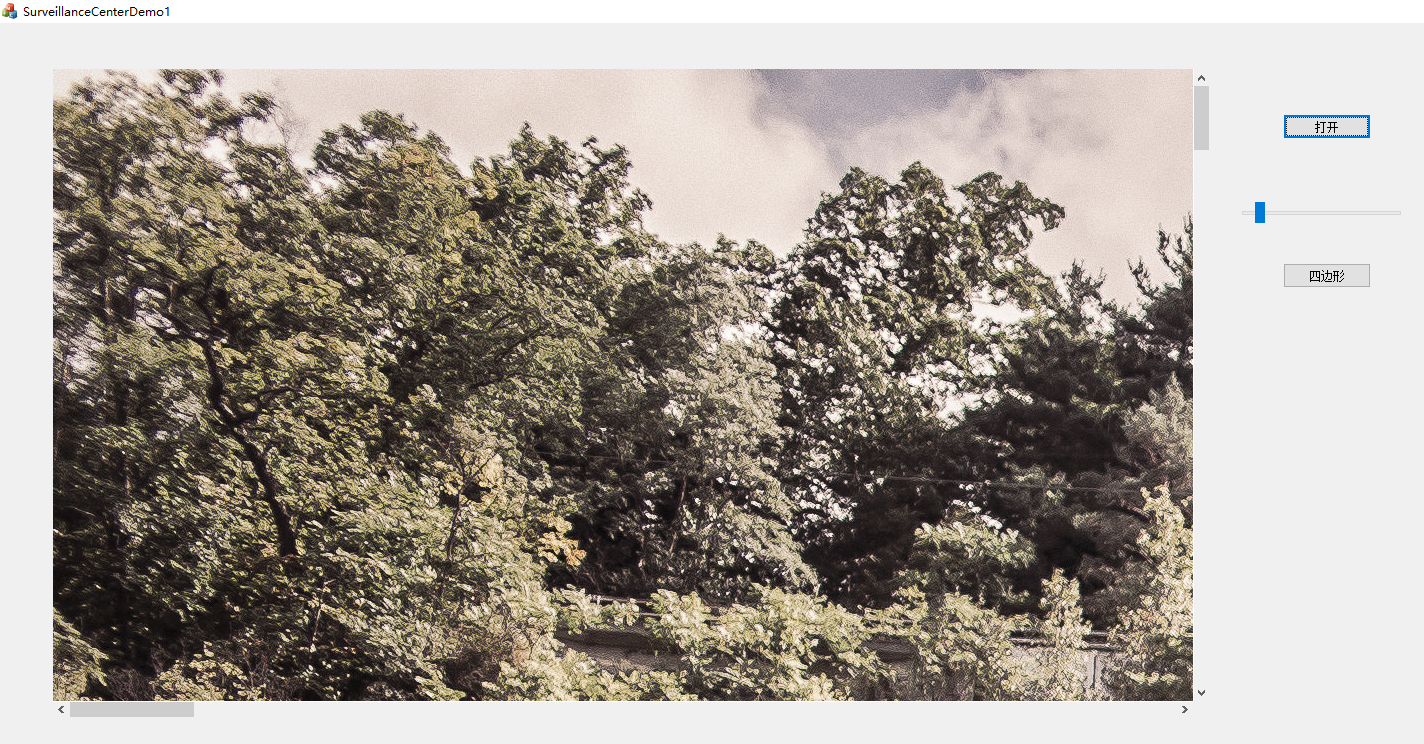 SurveillanceCenterDemo1
打开
四边形